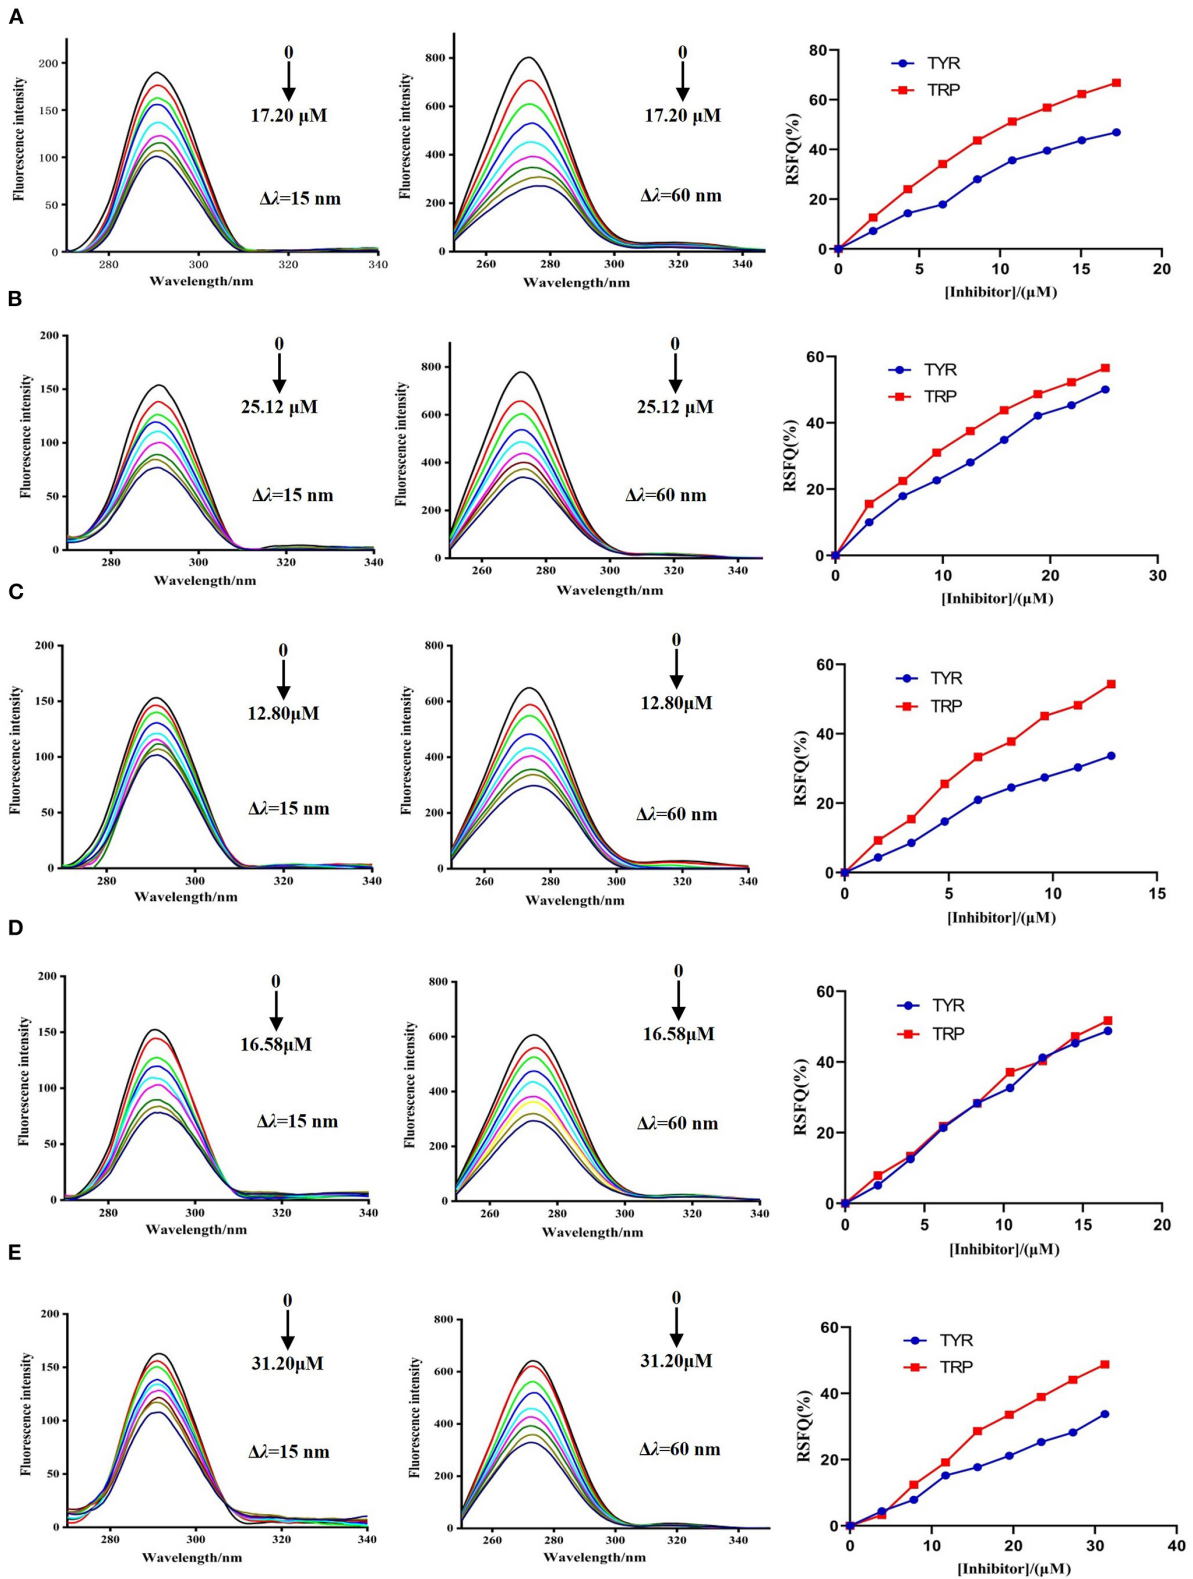 A
Fluorescence intensity
200
150
100
50
0
280
300
320
340
Wavelength/nm
0
17.20 μM
Δλ=15 nm
Fluorescence intensity
800
600
400
200
0
260
280
300
320
340
Wavelength/nm
0
17.20 μM
Δλ=60 nm
RSFQ(%)
80
60
40
20
0
0
5
10
15
20
[Inhibitor]/(μM)
TYR
TRP
B
Fluorescence intensity
200
150
100
50
0
280
300
320
340
Wavelength/nm
0
25.12 μM
Δλ=15 nm
Fluorescence intensity
800
600
400
200
0
260
280
300
320
340
Wavelength/nm
0
25.12 μM
Δλ=60 nm
RSFQ(%)
60
40
20
0
0
10
20
30
[Inhibitor]/(μM)
TYR
TRP
C
Fluorescence intensity
200
150
100
50
0
280
300
320
340
Wavelength/nm
0
12.80μM
Δλ=15 nm
Fluorescence intensity
800
600
400
200
0
260
280
300
320
340
Wavelength/nm
0
12.80μM
Δλ=60 nm
RSFQ(%)
60
40
20
0
0
5
10
15
[Inhibitor]/(μM)
TYR
TRP
D
Fluorescence intensity
200
150
100
50
0
280
300
320
340
Wavelength/nm
0
16.58μM
Δλ=15 nm
Fluorescence intensity
800
600
400
200
0
260
280
300
320
340
Wavelength/nm
0
16.58μM
Δλ=60 nm
RSFQ(%)
60
40
20
0
0
5
10
15
20
[Inhibitor]/(μM)
TYR
TRP
E
Fluorescence intensity
200
150
100
50
0
280
300
320
340
Wavelength/nm
0
31.20μM
Δλ=15 nm
Fluorescence intensity
800
600
400
200
0
260
280
300
320
340
Wavelength/nm
0
31.20μM
Δλ=60 nm
RSFQ(%)
60
40
20
0
0
10
20
30
40
[Inhibitor]/(μM)
TYR
TRP